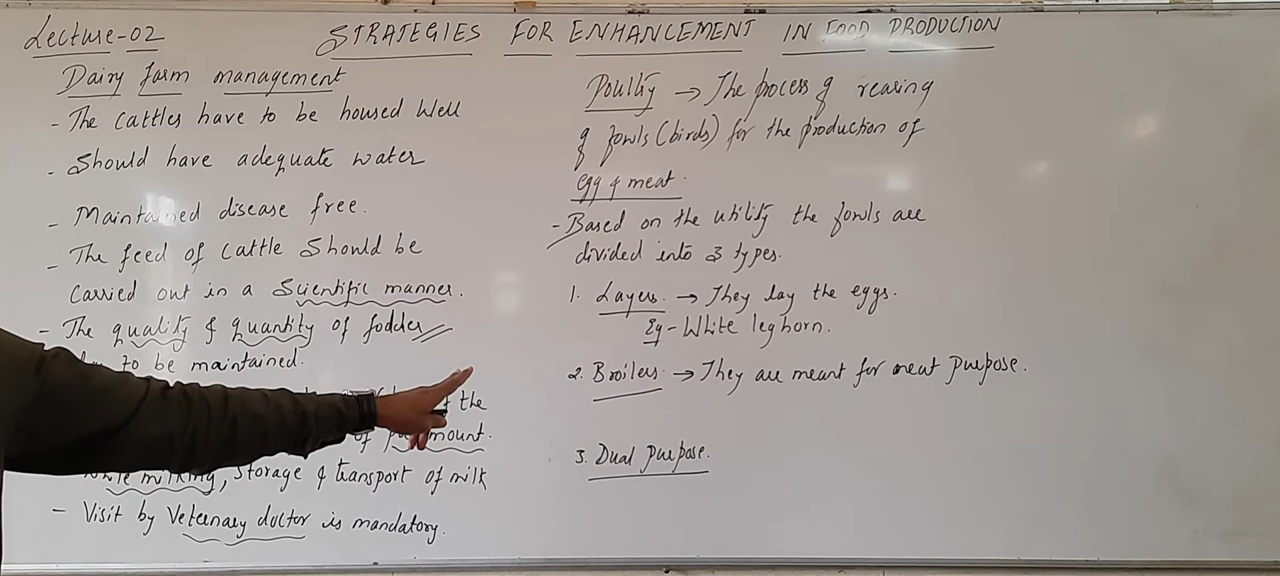 Lecture-02
STRATEGIES FOR ENHANCEMENT IN FOOD PRODUCTION
Dairy farm management
- The cattles have to be housed well
- Should have adequate water
- Maintained disease free.
- The feed of cattle should be
carried out in a scientific manner.
- The quality & quantity of fodder
to be maintained.
the
of
milking, storage & transport of milk
- Visit by Veternary doctor is mandatory.
Poultry → The process of rearing
of fowls (birds) for the production of
egg & meat.
- Based on the utility the fowls are
divided into 3 types.
1. Layers. → They lay the eggs.
Eg - White leghorn.
2. Broilers. → They are meant for meat purpose.
3. Dual purpose.